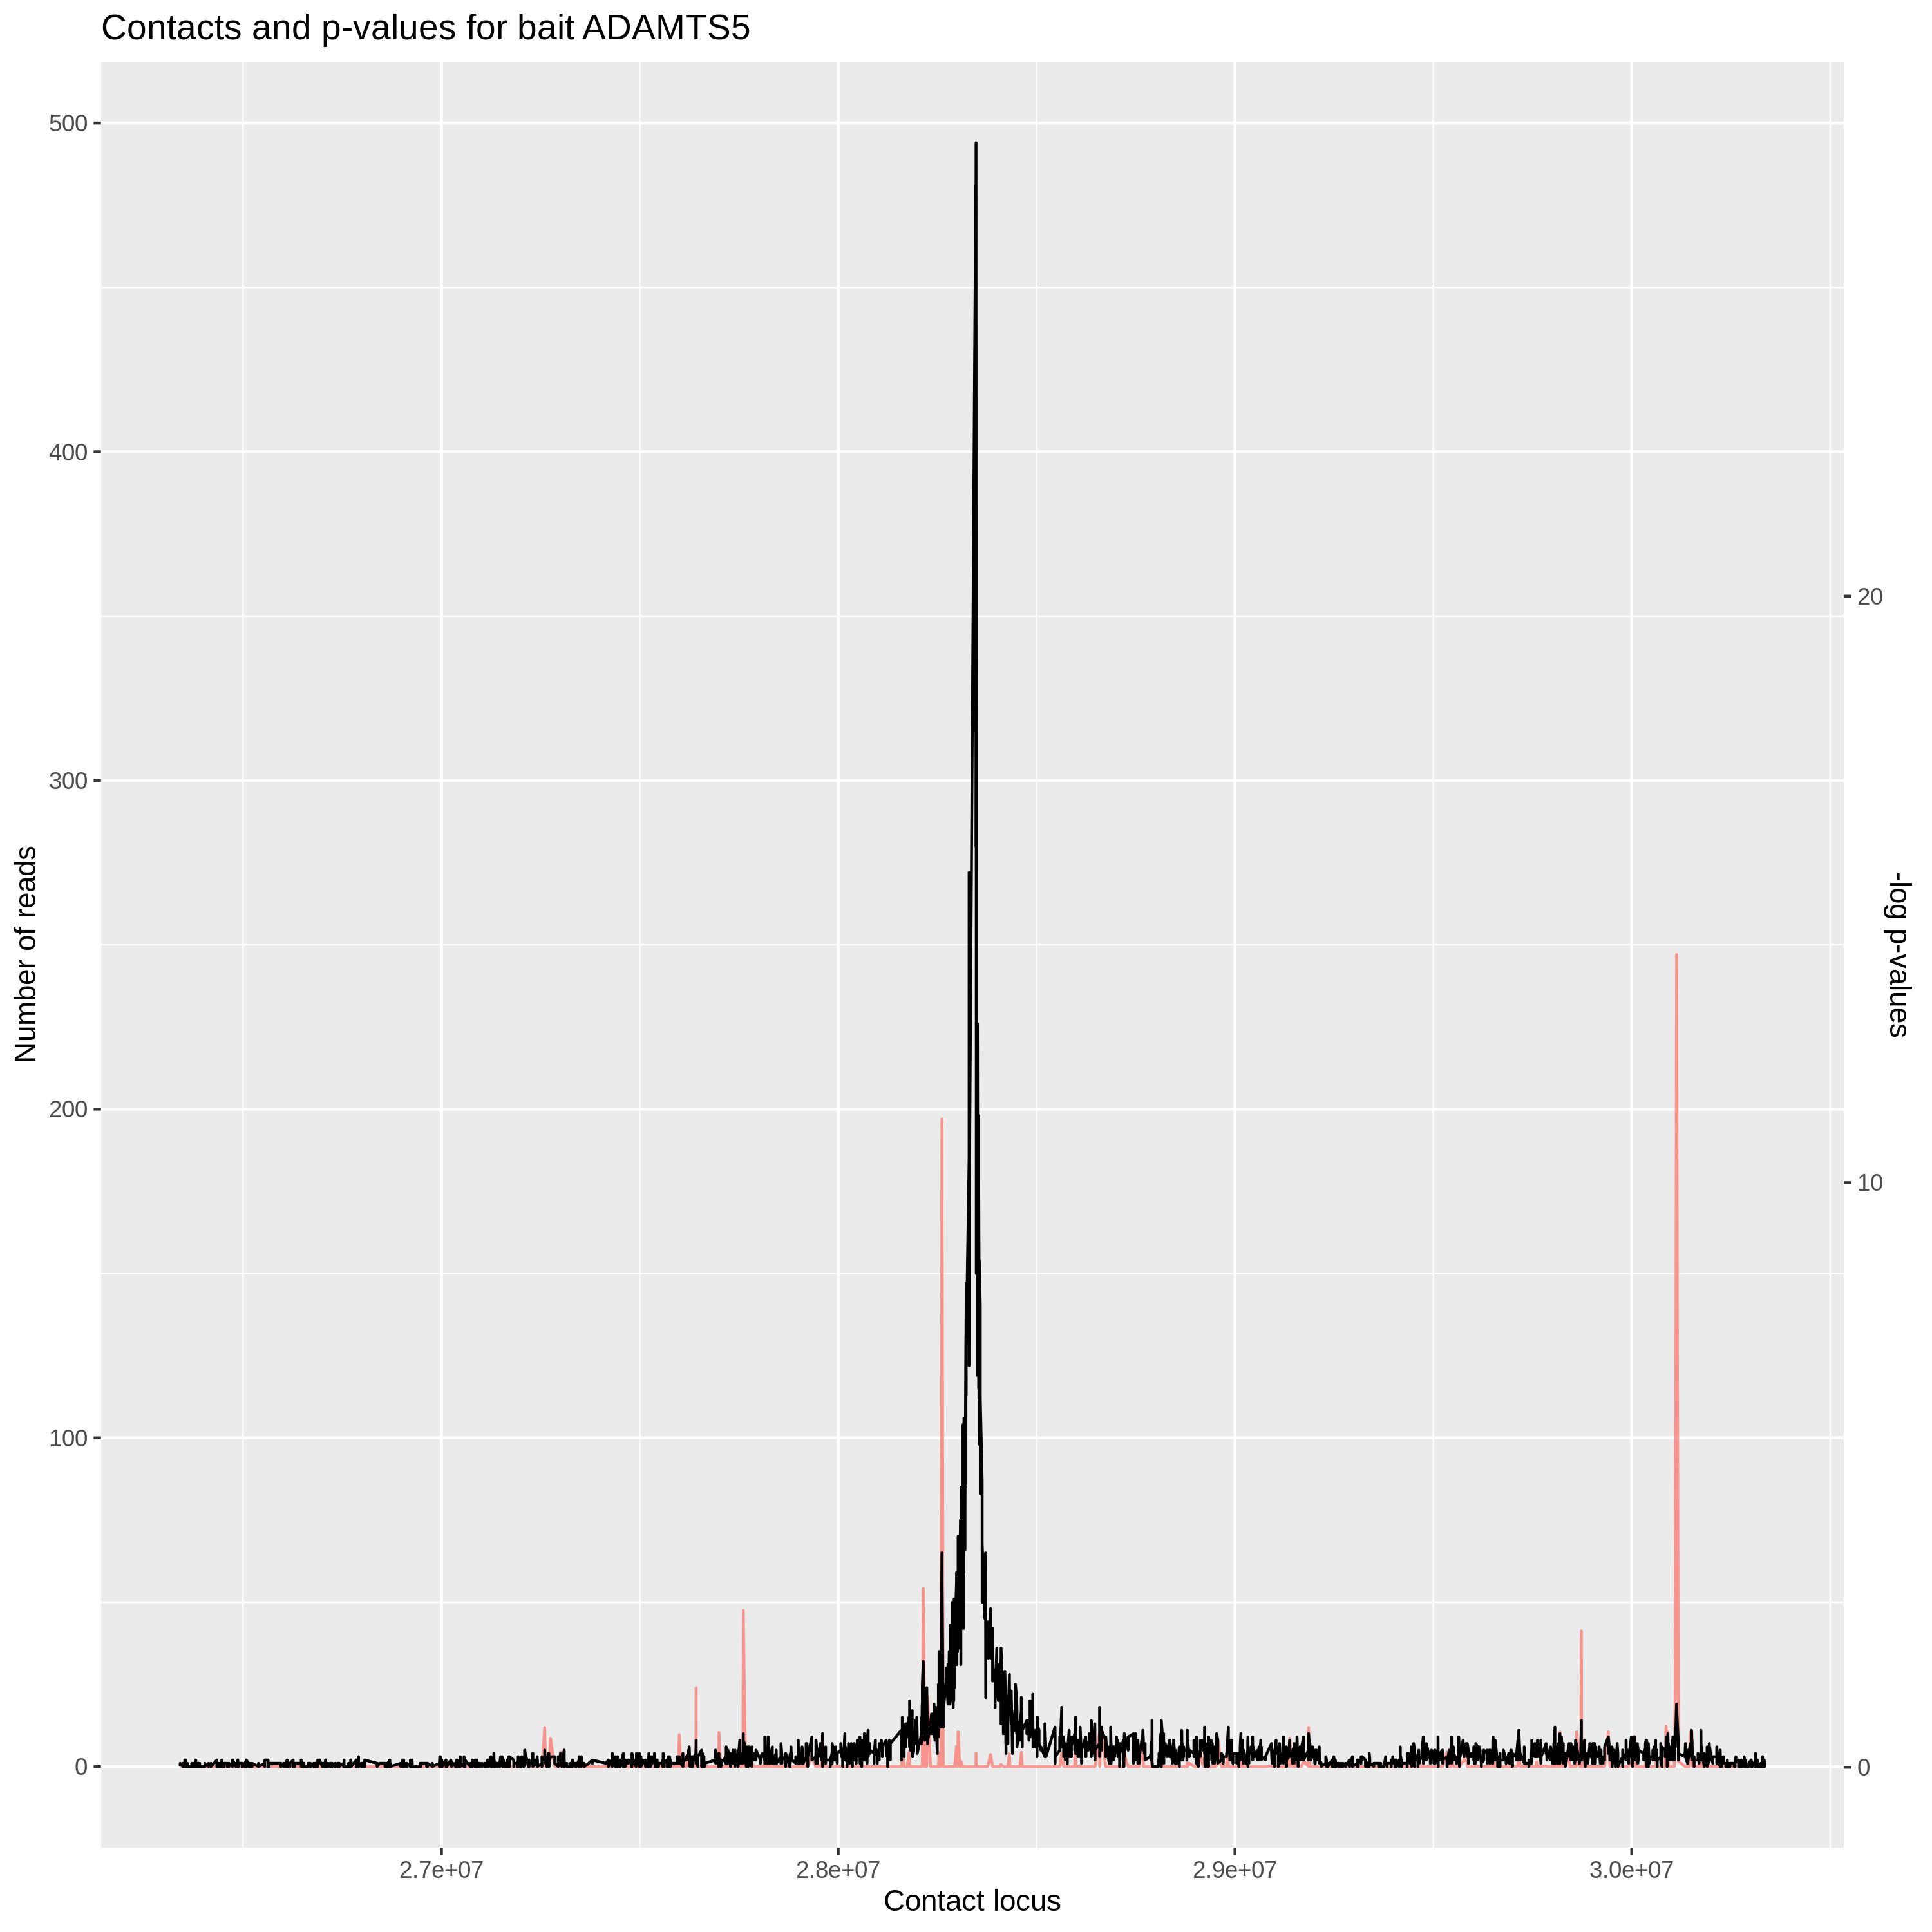 Contacts and p-values for bait ADAMTS5
500
400
300
200
100
0
Number of reads
20
10
0
-log p-values
2.7e+07
2.8e+07
2.9e+07
3.0e+07
Contact locus